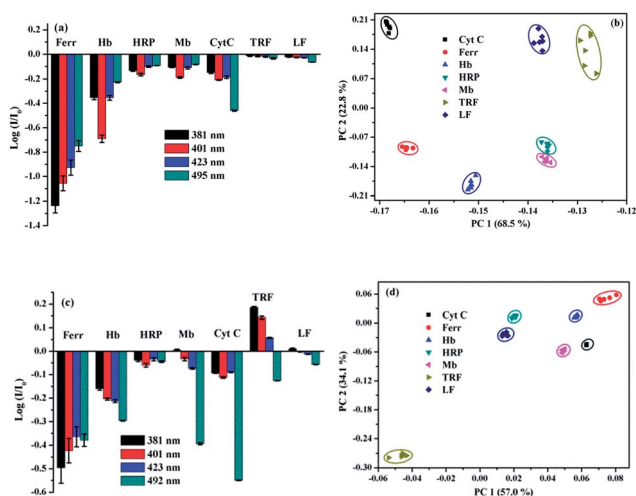 (a)
Ferr Hb HRP Mb CytC TRF LF
0.2
0.0
-0.2
-0.4
-0.6
-0.8
-1.0
-1.2
-1.4
Log (I/I0)
381 nm
401 nm
423 nm
495 nm
(b)
0.21
0.14
0.07
0.00
-0.07
-0.14
-0.21
PC 2 (22.8 %)
Cyt C
Ferr
Hb
HRP
Mb
TRF
LF
-0.17 -0.16 -0.15 -0.14 -0.13 -0.12
PC 1 (68.5 %)
(c)
TRF
Ferr Hb HRP Mb Cyt C LF
0.2
0.1
0.0
-0.1
-0.2
-0.3
-0.4
-0.5
-0.6
Log (I/I0)
381 nm
401 nm
423 nm
492 nm
(d)
0.06
0.00
-0.06
-0.12
-0.18
-0.24
-0.30
PC 2 (34.1 %)
Cyt C
Ferr
Hb
HRP
Mb
TRF
LF
-0.06 -0.04 -0.02 0.00 0.02 0.04 0.06 0.08
PC 1 (57.0 %)